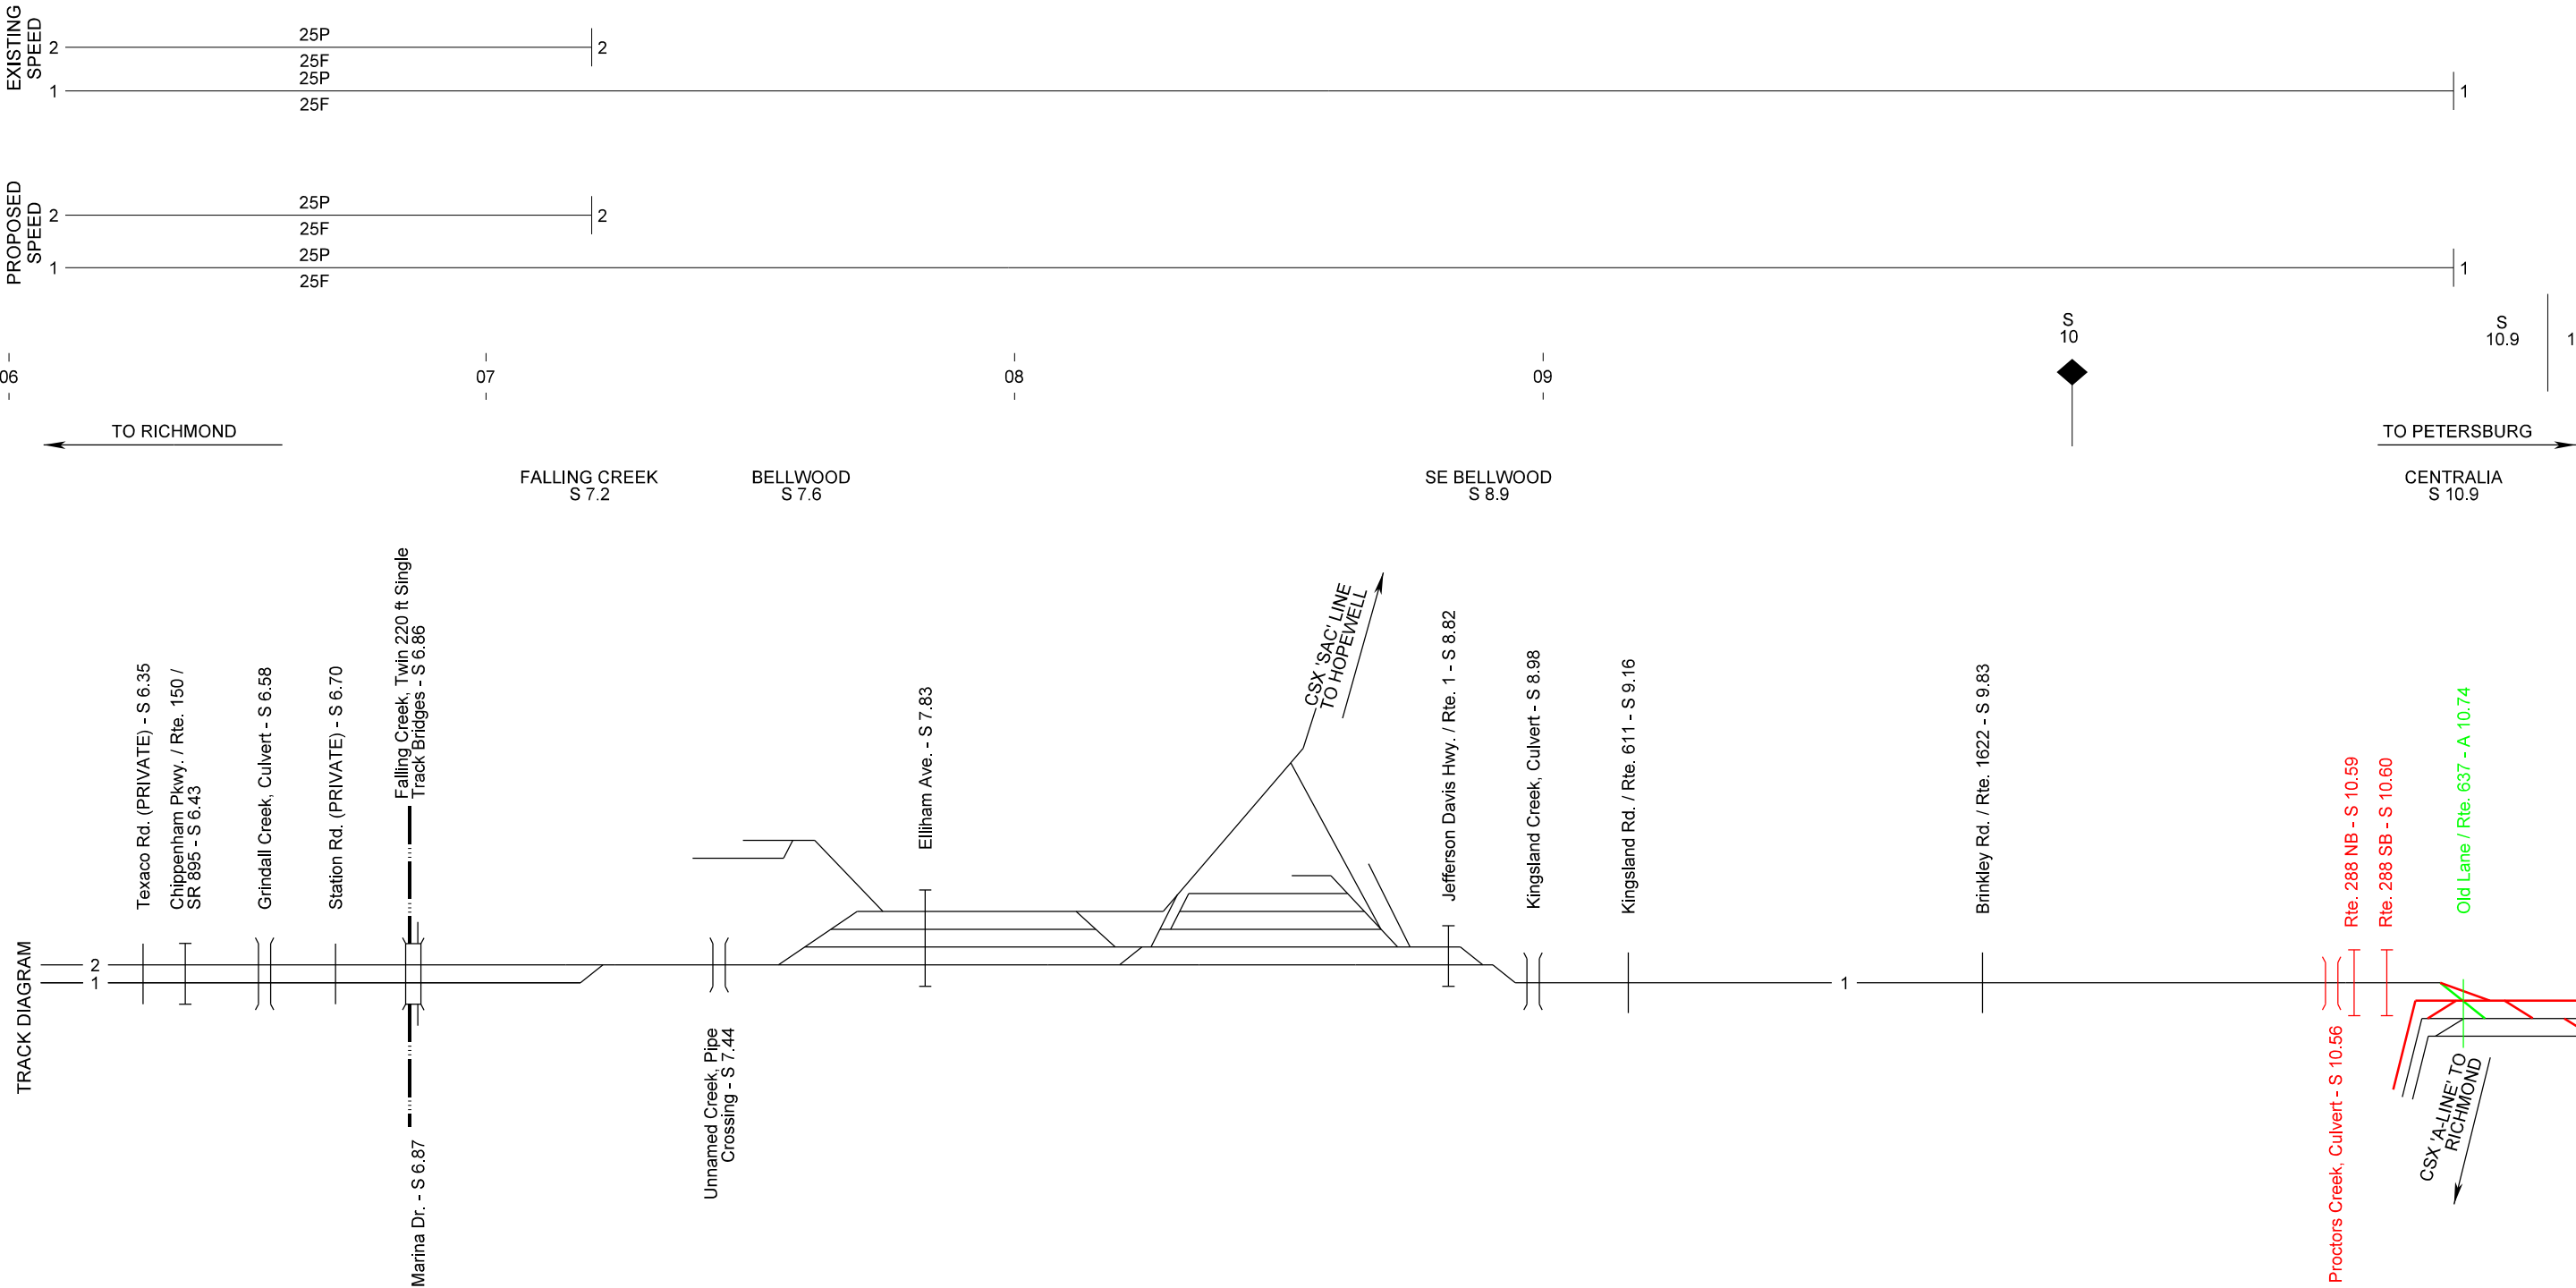 EXISTING
SPEED
2
25P
25F
2
1
25P
25F
1
PROPOSED
SPEED
2
25P
25F
2
1
25P
25F
1
06
07
08
09
S
10
S
10.9
1
TO RICHMOND
TO PETERSBURG
FALLING CREEK
S 7.2
BELLWOOD
S 7.6
SE BELLWOOD
S 8.9
CENTRALIA
S 10.9
TRACK DIAGRAM
2
1
Texaco Rd. (PRIVATE) - S 6.35
Chippenham Pkwy. / Rte. 150 /
SR 895 - S 6.43
Grindall Creek, Culvert - S 6.58
Station Rd. (PRIVATE) - S 6.70
Falling Creek, Twin 220 ft Single
Track Bridges - S 6.86
Marina Dr. - S 6.87
Unnamed Creek, Pipe
Crossing - S 7.44
Elliham Ave. - S 7.83
CSX 'SAC' LINE
TO HOPEWELL
Jefferson Davis Hwy. / Rte. 1 - S 8.82
Kingsland Creek, Culvert - S 8.98
Kingsland Rd. / Rte. 611 - S 9.16
1
Brinkley Rd. / Rte. 1622 - S 9.83
Proctors Creek, Culvert - S 10.56
Rte. 288 NB - S 10.59
Rte. 288 SB - S 10.60
Old Lane / Rte. 637 - A 10.74
CSX 'A-LINE' TO
RICHMOND